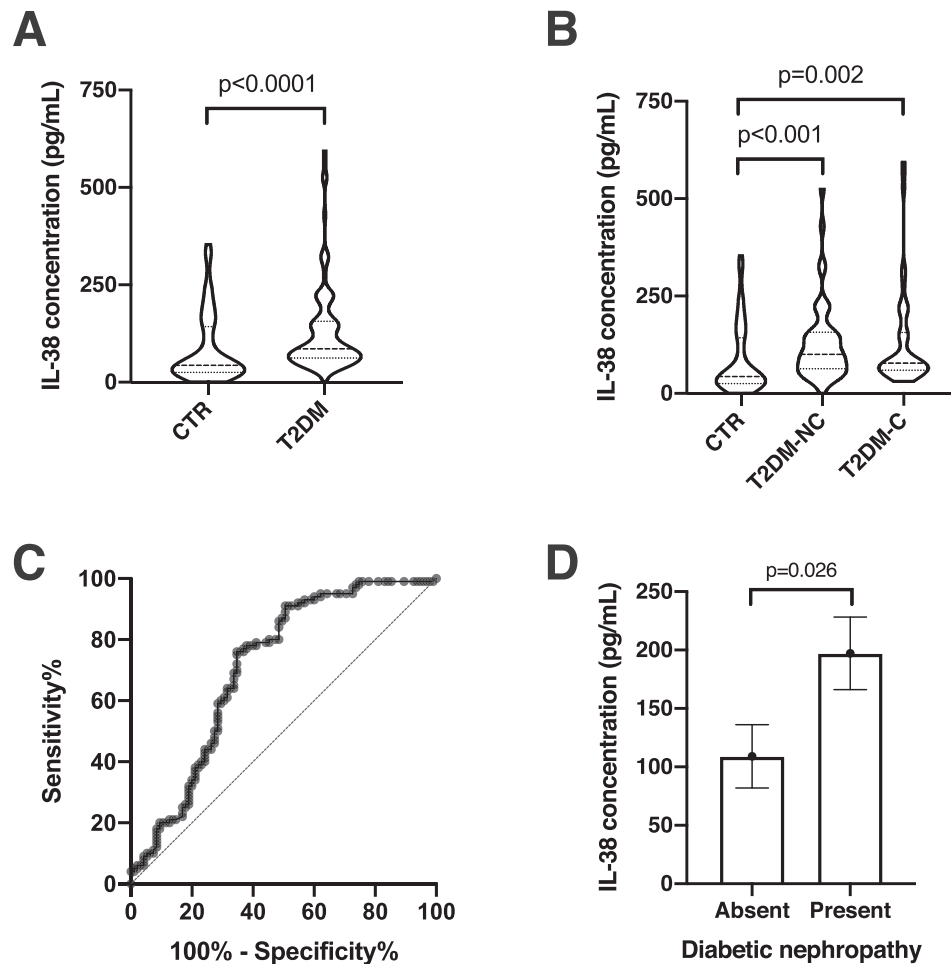 A
IL-38 concentration (pg/mL)
750
500
250
0
p<0.0001
CTR
T2DM
B
IL-38 concentration (pg/mL)
750
500
250
0
p=0.002
p<0.001
CTR
T2DM-NC
T2DM-C
C
Sensitivity%
100
80
60
40
20
0
0 20 40 60 80 100
100% - Specificity%
D
IL-38 concentration (pg/mL)
250
200
150
100
50
0
p=0.026
Absent Present
Diabetic nephropathy